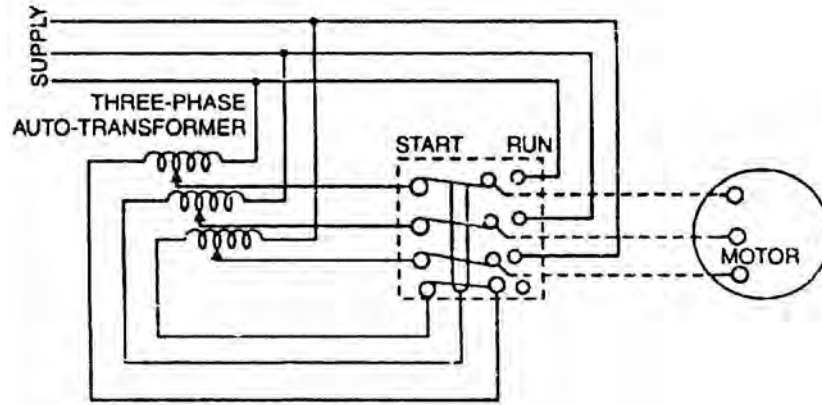 SUPPLY
THREE-PHASE
AUTO-TRANSFORMER
START
RUN
MOTOR